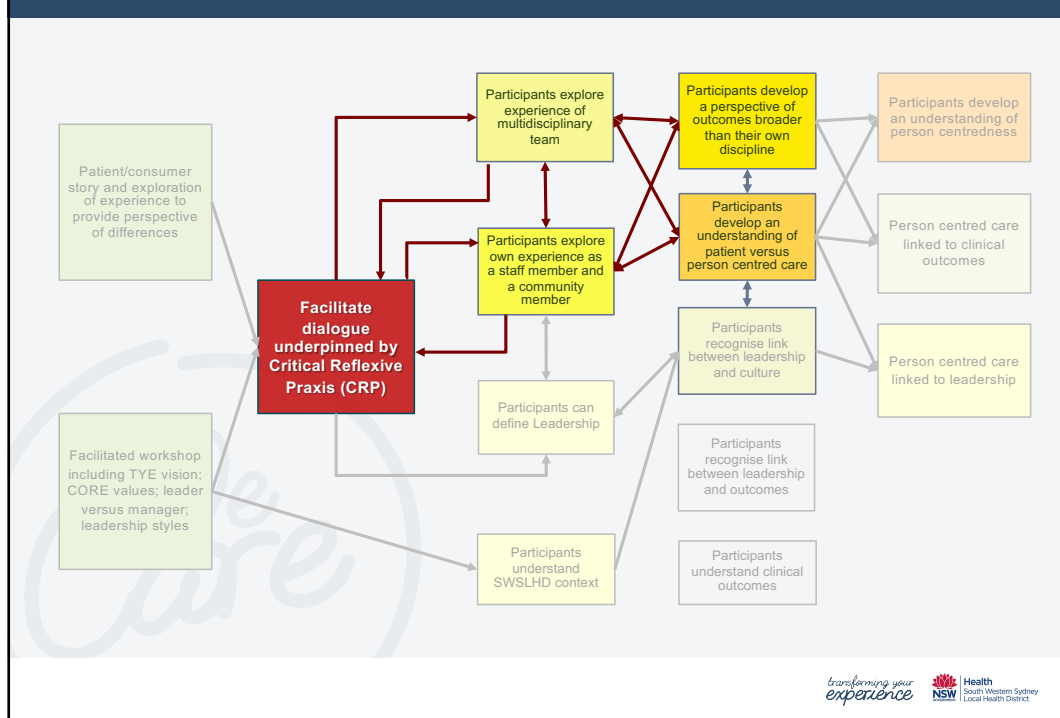 Patient/consumer
story and exploration
of experience to
provide perspective
of differences
Facilitated workshop
including TYE vision;
CORE values; leader
versus manager;
leadership styles
Facilitate
dialogue
underpinned by
Critical Reflexive
Praxis (CRP)
Participants explore
experience of
multidisciplinary
team
Participants explore
own experience as
a staff member and
a community
member
Participants can
define Leadership
Participants
understand
SWSLHD context
Participants develop
a perspective of
outcomes broader
than their own
discipline
Participants
develop an
understanding of
patient versus
person centred care
Participants
recognise link
between leadership
and culture
Participants
recognise link
between leadership
and outcomes
Participants
understand clinical
outcomes
Participants develop
an understanding of
person centredness
Person centred care
linked to clinical
outcomes
Person centred care
linked to leadership
We
Care
transforming your
experience
NSW
GOVERNMENT
Health
South Western Sydney
Local Health District